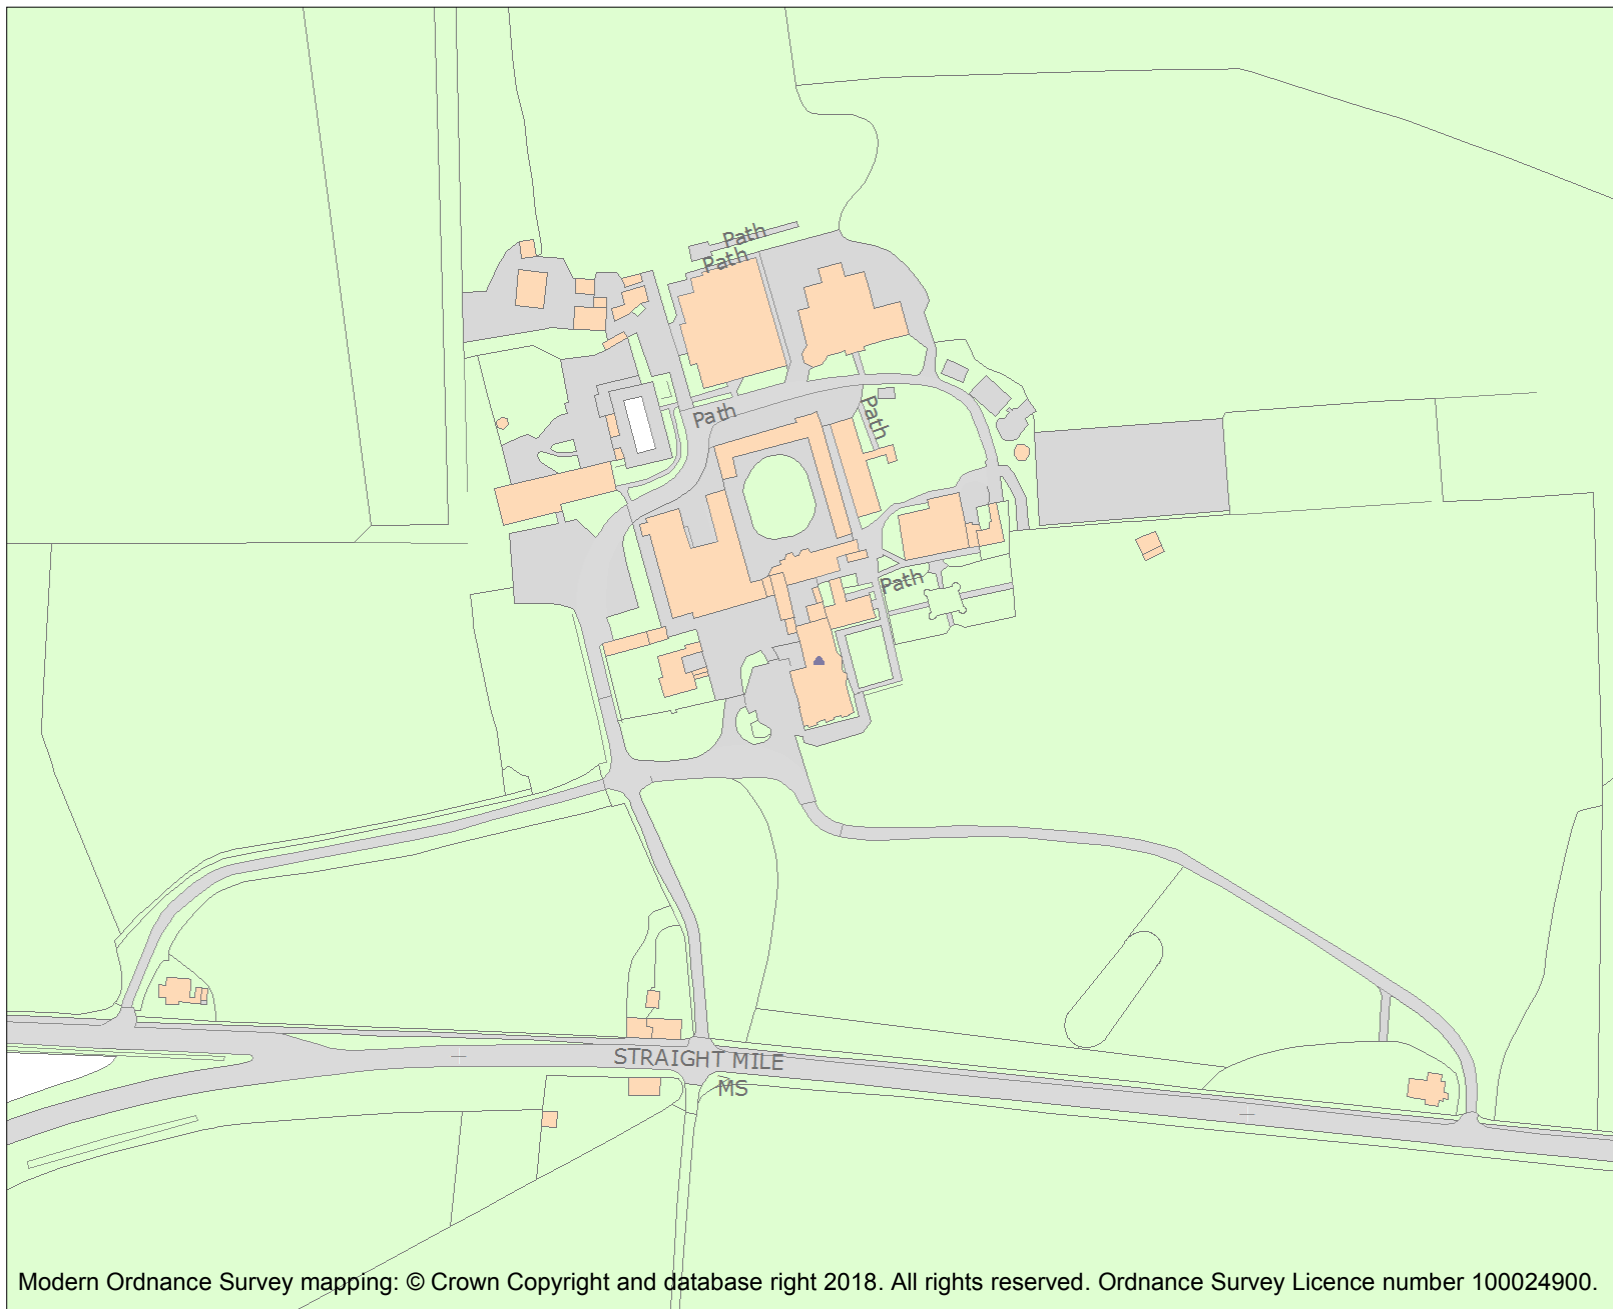 Path
Path
Path
Path
Path
STRAIGHT MILE
MS
Modern Ordnance Survey mapping: © Crown Copyright and database right 2018. All rights reserved. Ordnance Survey Licence number 100024900.